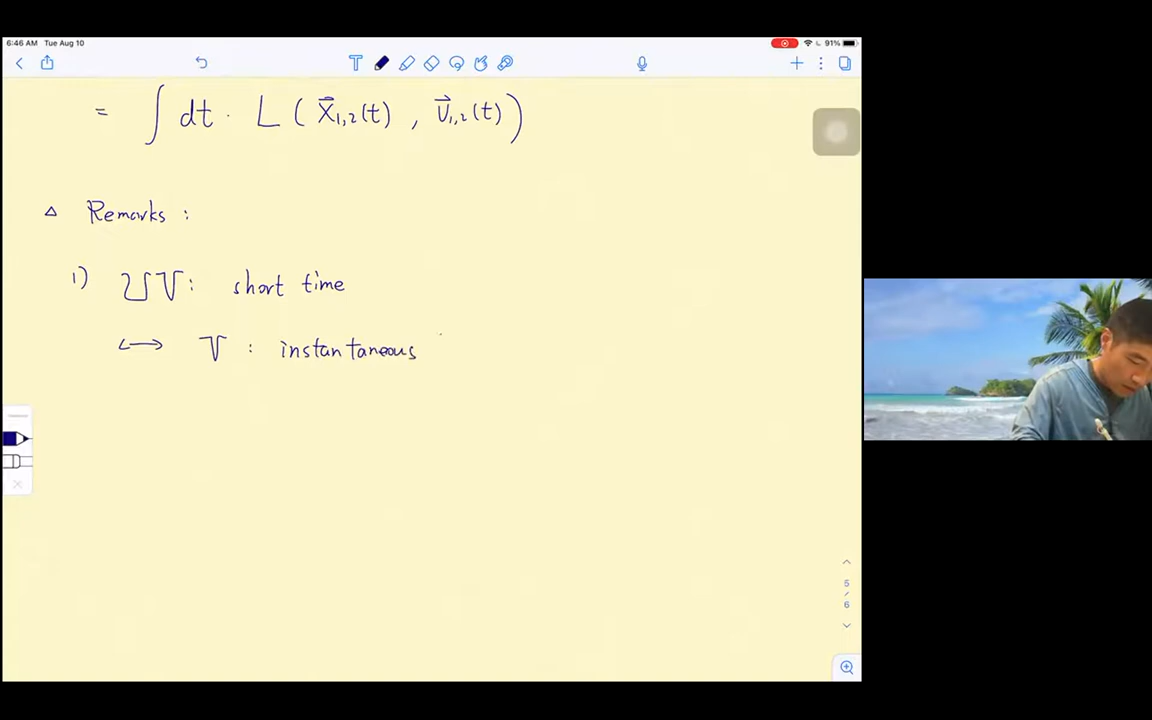 6:46 AM Tue Aug 10
91%
= ∫ dt · L ( X⃗1,2(t) , υ⃗1,2(t) )
△ Remarks :
1) UV : short time
↔ V : instantaneous
5
/
6